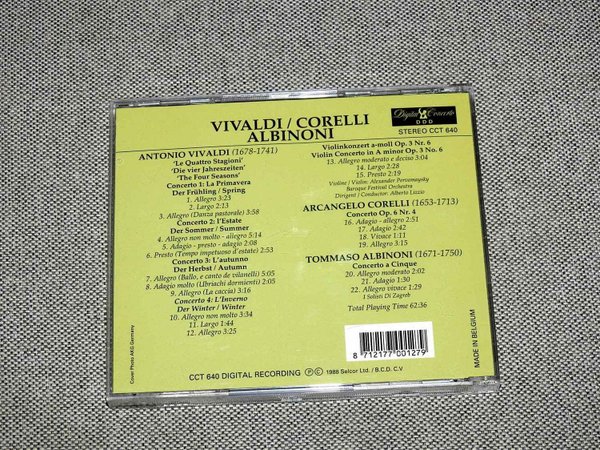 VIVALDI / CORELLI
ALBINONI
Digital Concerto
DDD
STEREO CCT 640
ANTONIO VIVALDI (1678-1741)
'Le Quattro Stagioni'
'Die vier Jahreszeiten'
'The Four Seasons'
Concerto 1: La Primavera
Der Frühling / Spring
1. Allegro 3:23
2. Largo 2:13
3. Allegro (Danza pastorale) 3:58
Concerto 2: l'Estate
Der Sommer / Summer
4. Allegro non molto - allegro 5:14
5. Adagio - presto - adagio 2:08
6. Presto (Tempo impetuoso d'estate) 2:53
Concerto 3: L'autunno
Der Herbst / Autumn
7. Allegro (Ballo, e canto de vilanelli) 5:05
8. Adagio molto (Ubriachi dormienti) 2:05
9. Allegro (La caccia) 3:16
Concerto 4: L'Inverno
Der Winter / Winter
10. Allegro non molto 3:34
11. Largo 1:44
12. Allegro 3:25
Violinkonzert a-moll Op. 3 Nr. 6
Violin Concerto in A minor Op. 3 No. 6
13. Allegro moderato e deciso 3:04
14. Largo 2:28
15. Presto 2:19
Violine / Violin: Alexander Pervomaysky
Baroque Festival Orchestra
Dirigent / Conductor: Alberto Lizzio
ARCANGELO CORELLI (1653-1713)
Concerto Op. 6 Nr. 4
16. Adagio - allegro 2:51
17. Adagio 2:42
18. Vivace 1:11
19. Allegro 3:15
TOMMASO ALBINONI (1671-1750)
Concerto a Cinque
20. Allegro moderato 2:02
21. Adagio 1:30
22. Allegro vivace 1:29
I Solisti Di Zagreb
Total Playing Time 62:36
8 712177 001279
MADE IN BELGIUM
Cover Photo AKG Germany
CCT 640 DIGITAL RECORDING Ⓟ © 1988 Selcor Ltd. / B.C.D. C.V